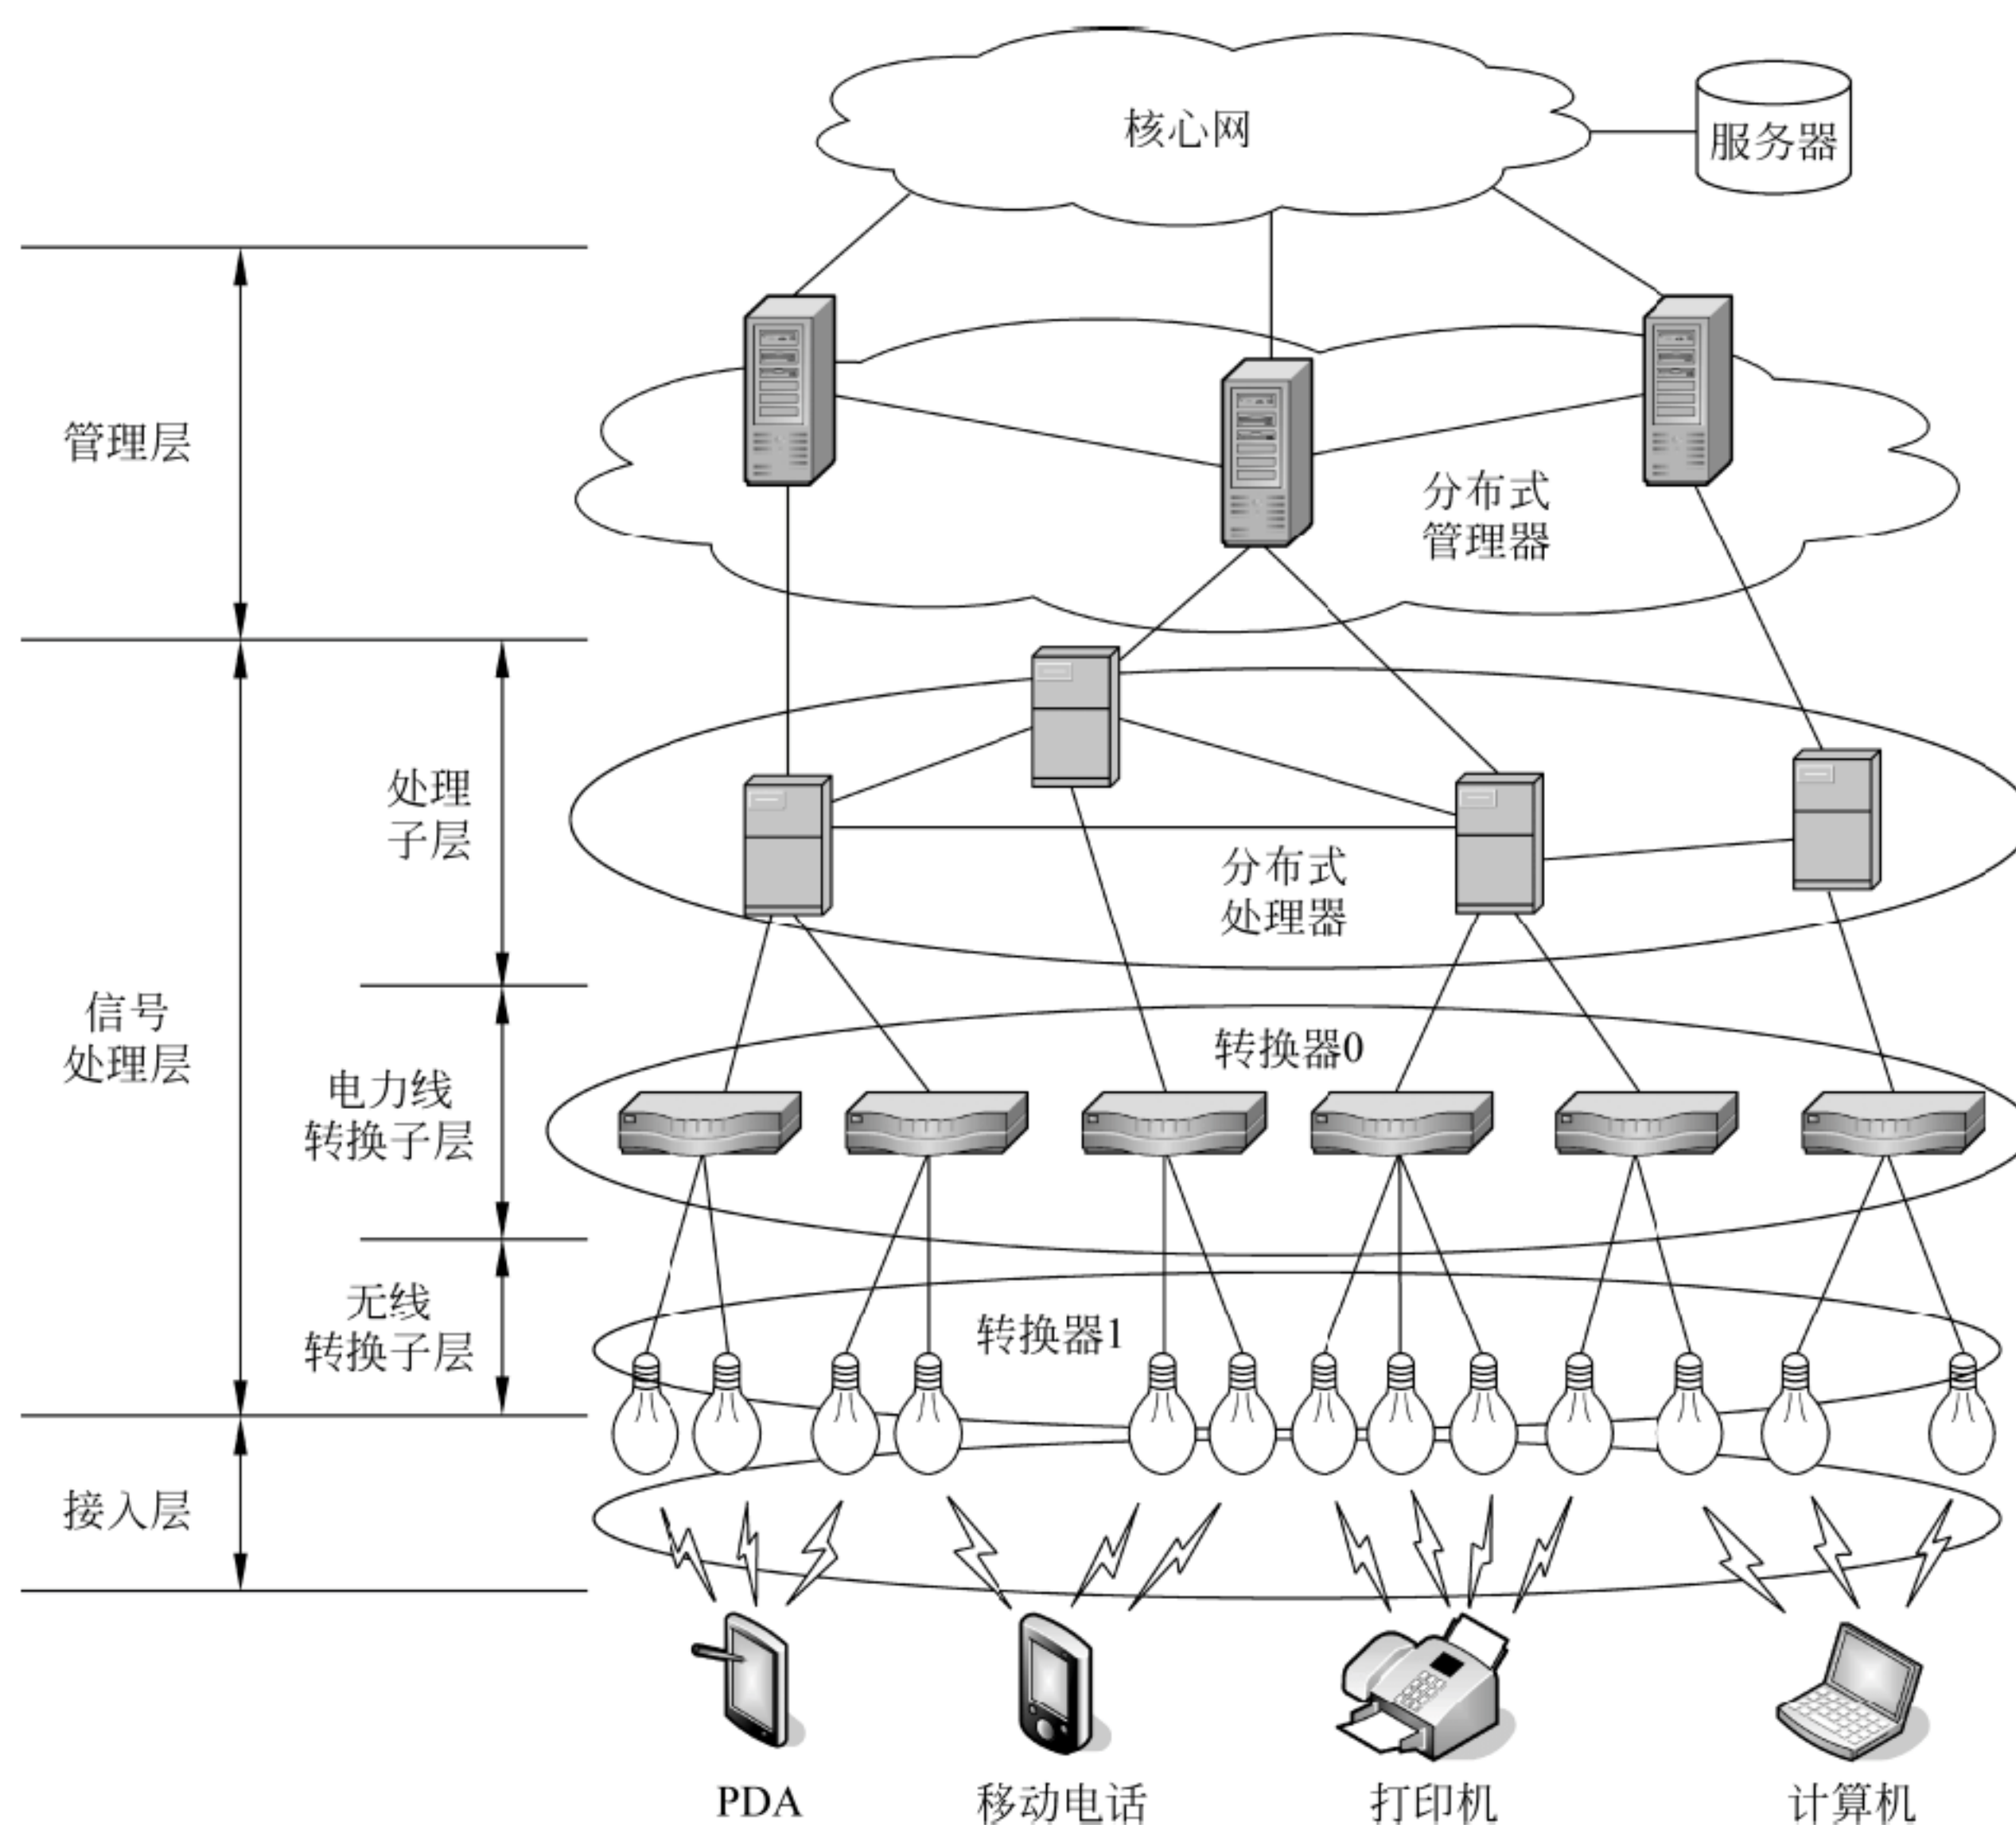 核心网
服务器
管理层
分布式
管理器
处理
子层
分布式
处理器
信号
处理层
转换器0
电力线
转换子层
无线
转换子层
转换器1
接入层
PDA
移动电话
打印机
计算机